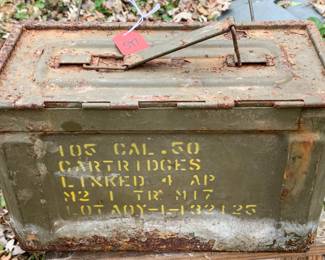 105 CAL .50
CARTRIDGES
LINKED 4 AP
M2 1 TR M17
LOT AOY-1-132125